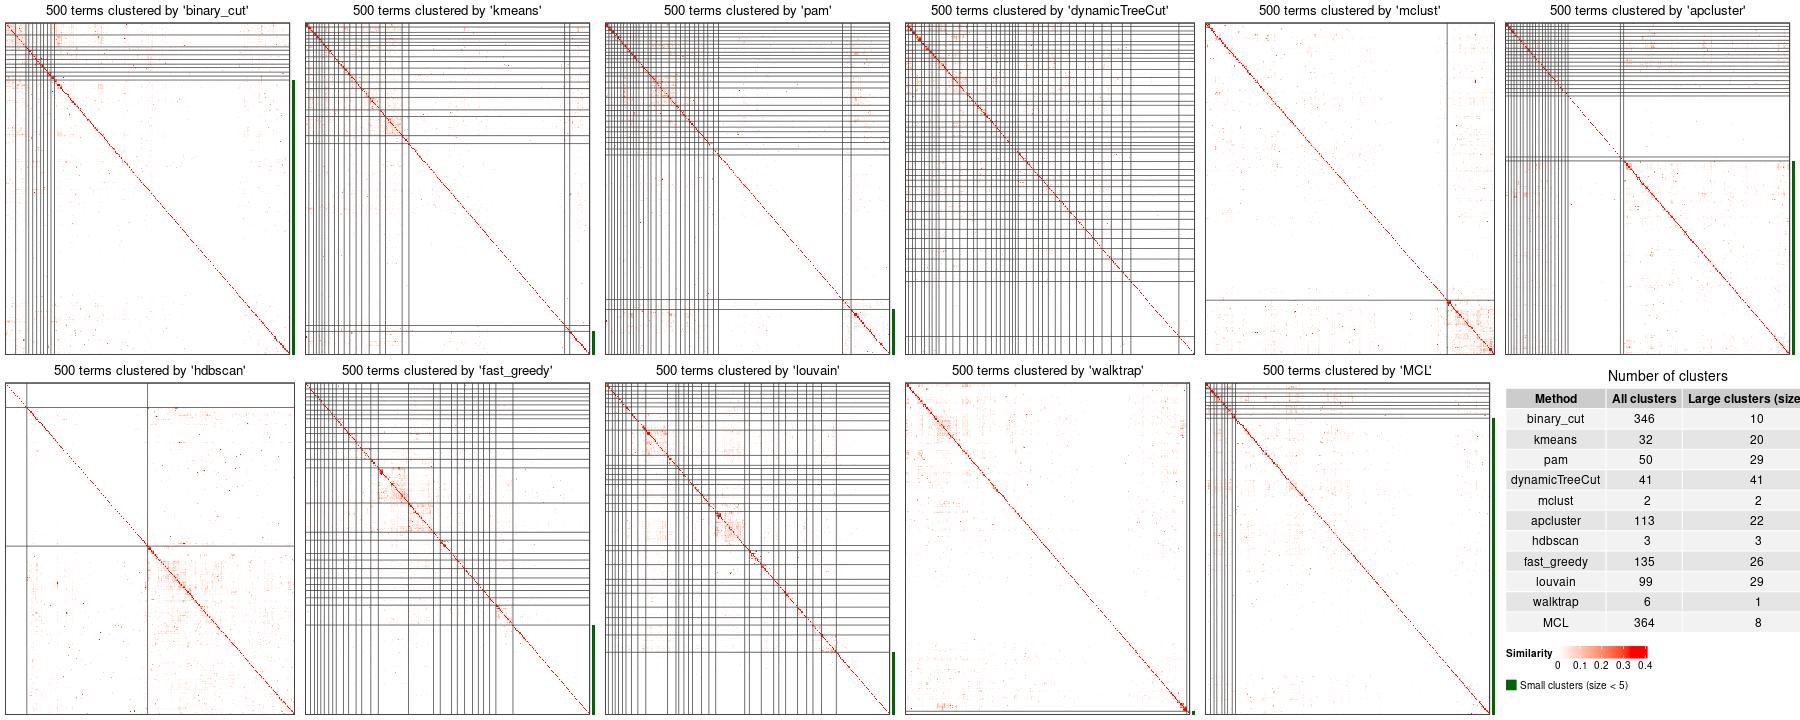 500 terms clustered by 'binary_cut'
500 terms clustered by 'kmeans'
500 terms clustered by 'pam'
500 terms clustered by 'dynamicTreeCut'
500 terms clustered by 'mclust'
500 terms clustered by 'apcluster'
500 terms clustered by 'hdbscan'
500 terms clustered by 'fast_greedy'
500 terms clustered by 'louvain'
500 terms clustered by 'walktrap'
500 terms clustered by 'MCL'
Number of clusters
Method All clusters Large clusters (size
binary_cut 346 10
kmeans 32 20
pam 50 29
dynamicTreeCut 41 41
mclust 2 2
apcluster 113 22
hdbscan 3 3
fast_greedy 135 26
louvain 99 29
walktrap 6 1
MCL 364 8
Similarity
0 0.1 0.2 0.3 0.4
Small clusters (size < 5)